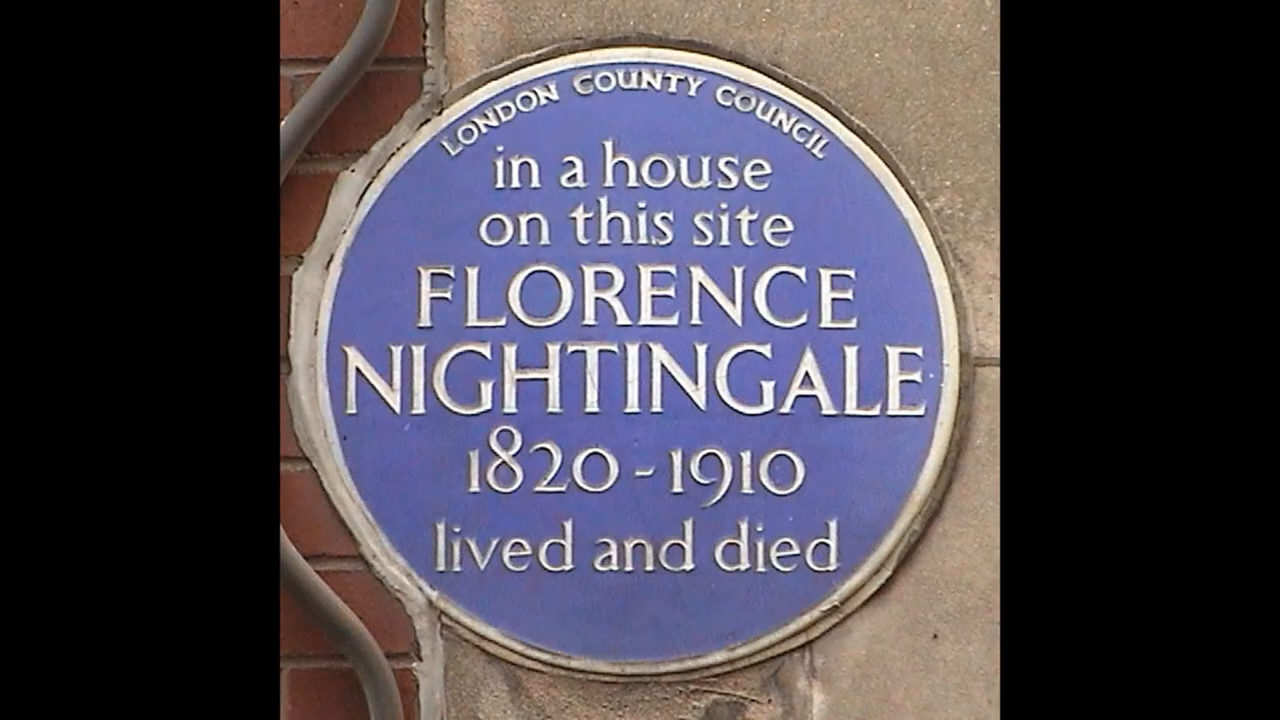 LONDON COUNTY COUNCIL
in a house
on this site
FLORENCE
NIGHTINGALE
1820-1910
lived and died